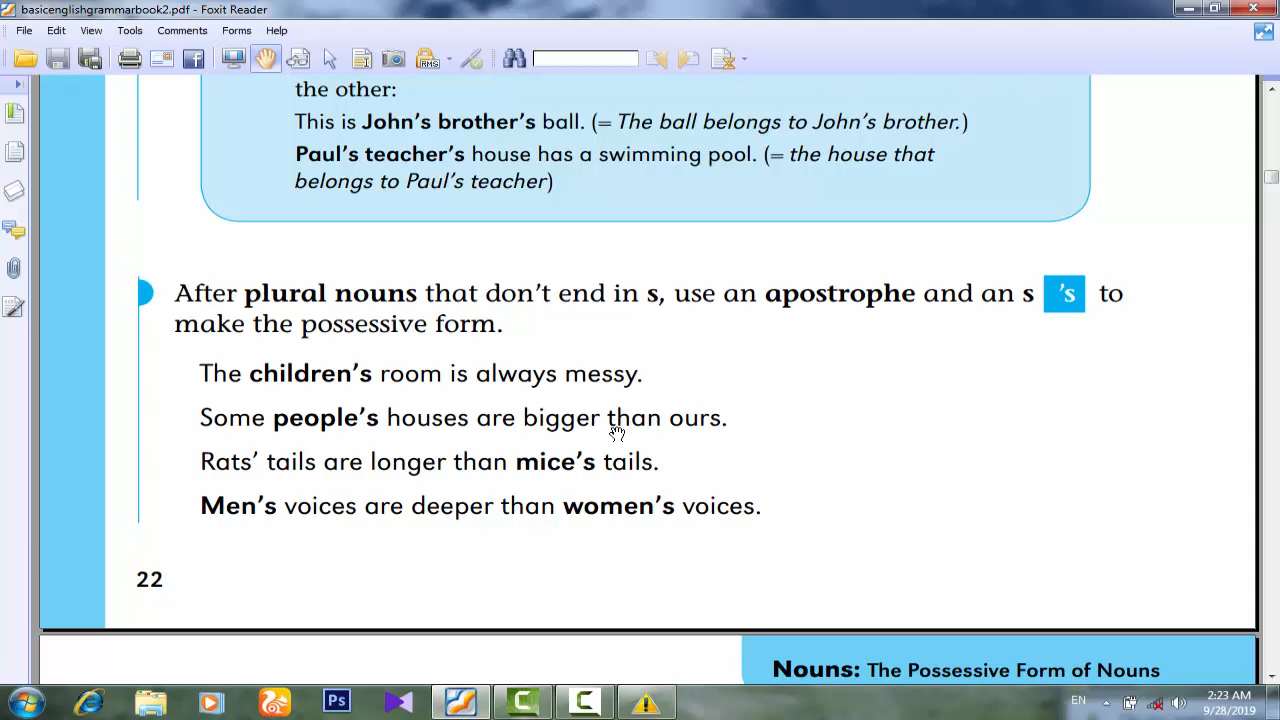 basicenglishgrammarbook2.pdf - Foxit Reader
File Edit View Tools Comments Forms Help
the other:
This is John's brother's ball. (= The ball belongs to John's brother.)
Paul's teacher's house has a swimming pool. (= the house that
belongs to Paul's teacher)
After plural nouns that don't end in s, use an apostrophe and an s 's to
make the possessive form.
The children's room is always messy.
Some people's houses are bigger than ours.
Rats' tails are longer than mice's tails.
Men's voices are deeper than women's voices.
22
Nouns: The Possessive Form of Nouns
Ps
EN
2:23 AM
9/28/2019